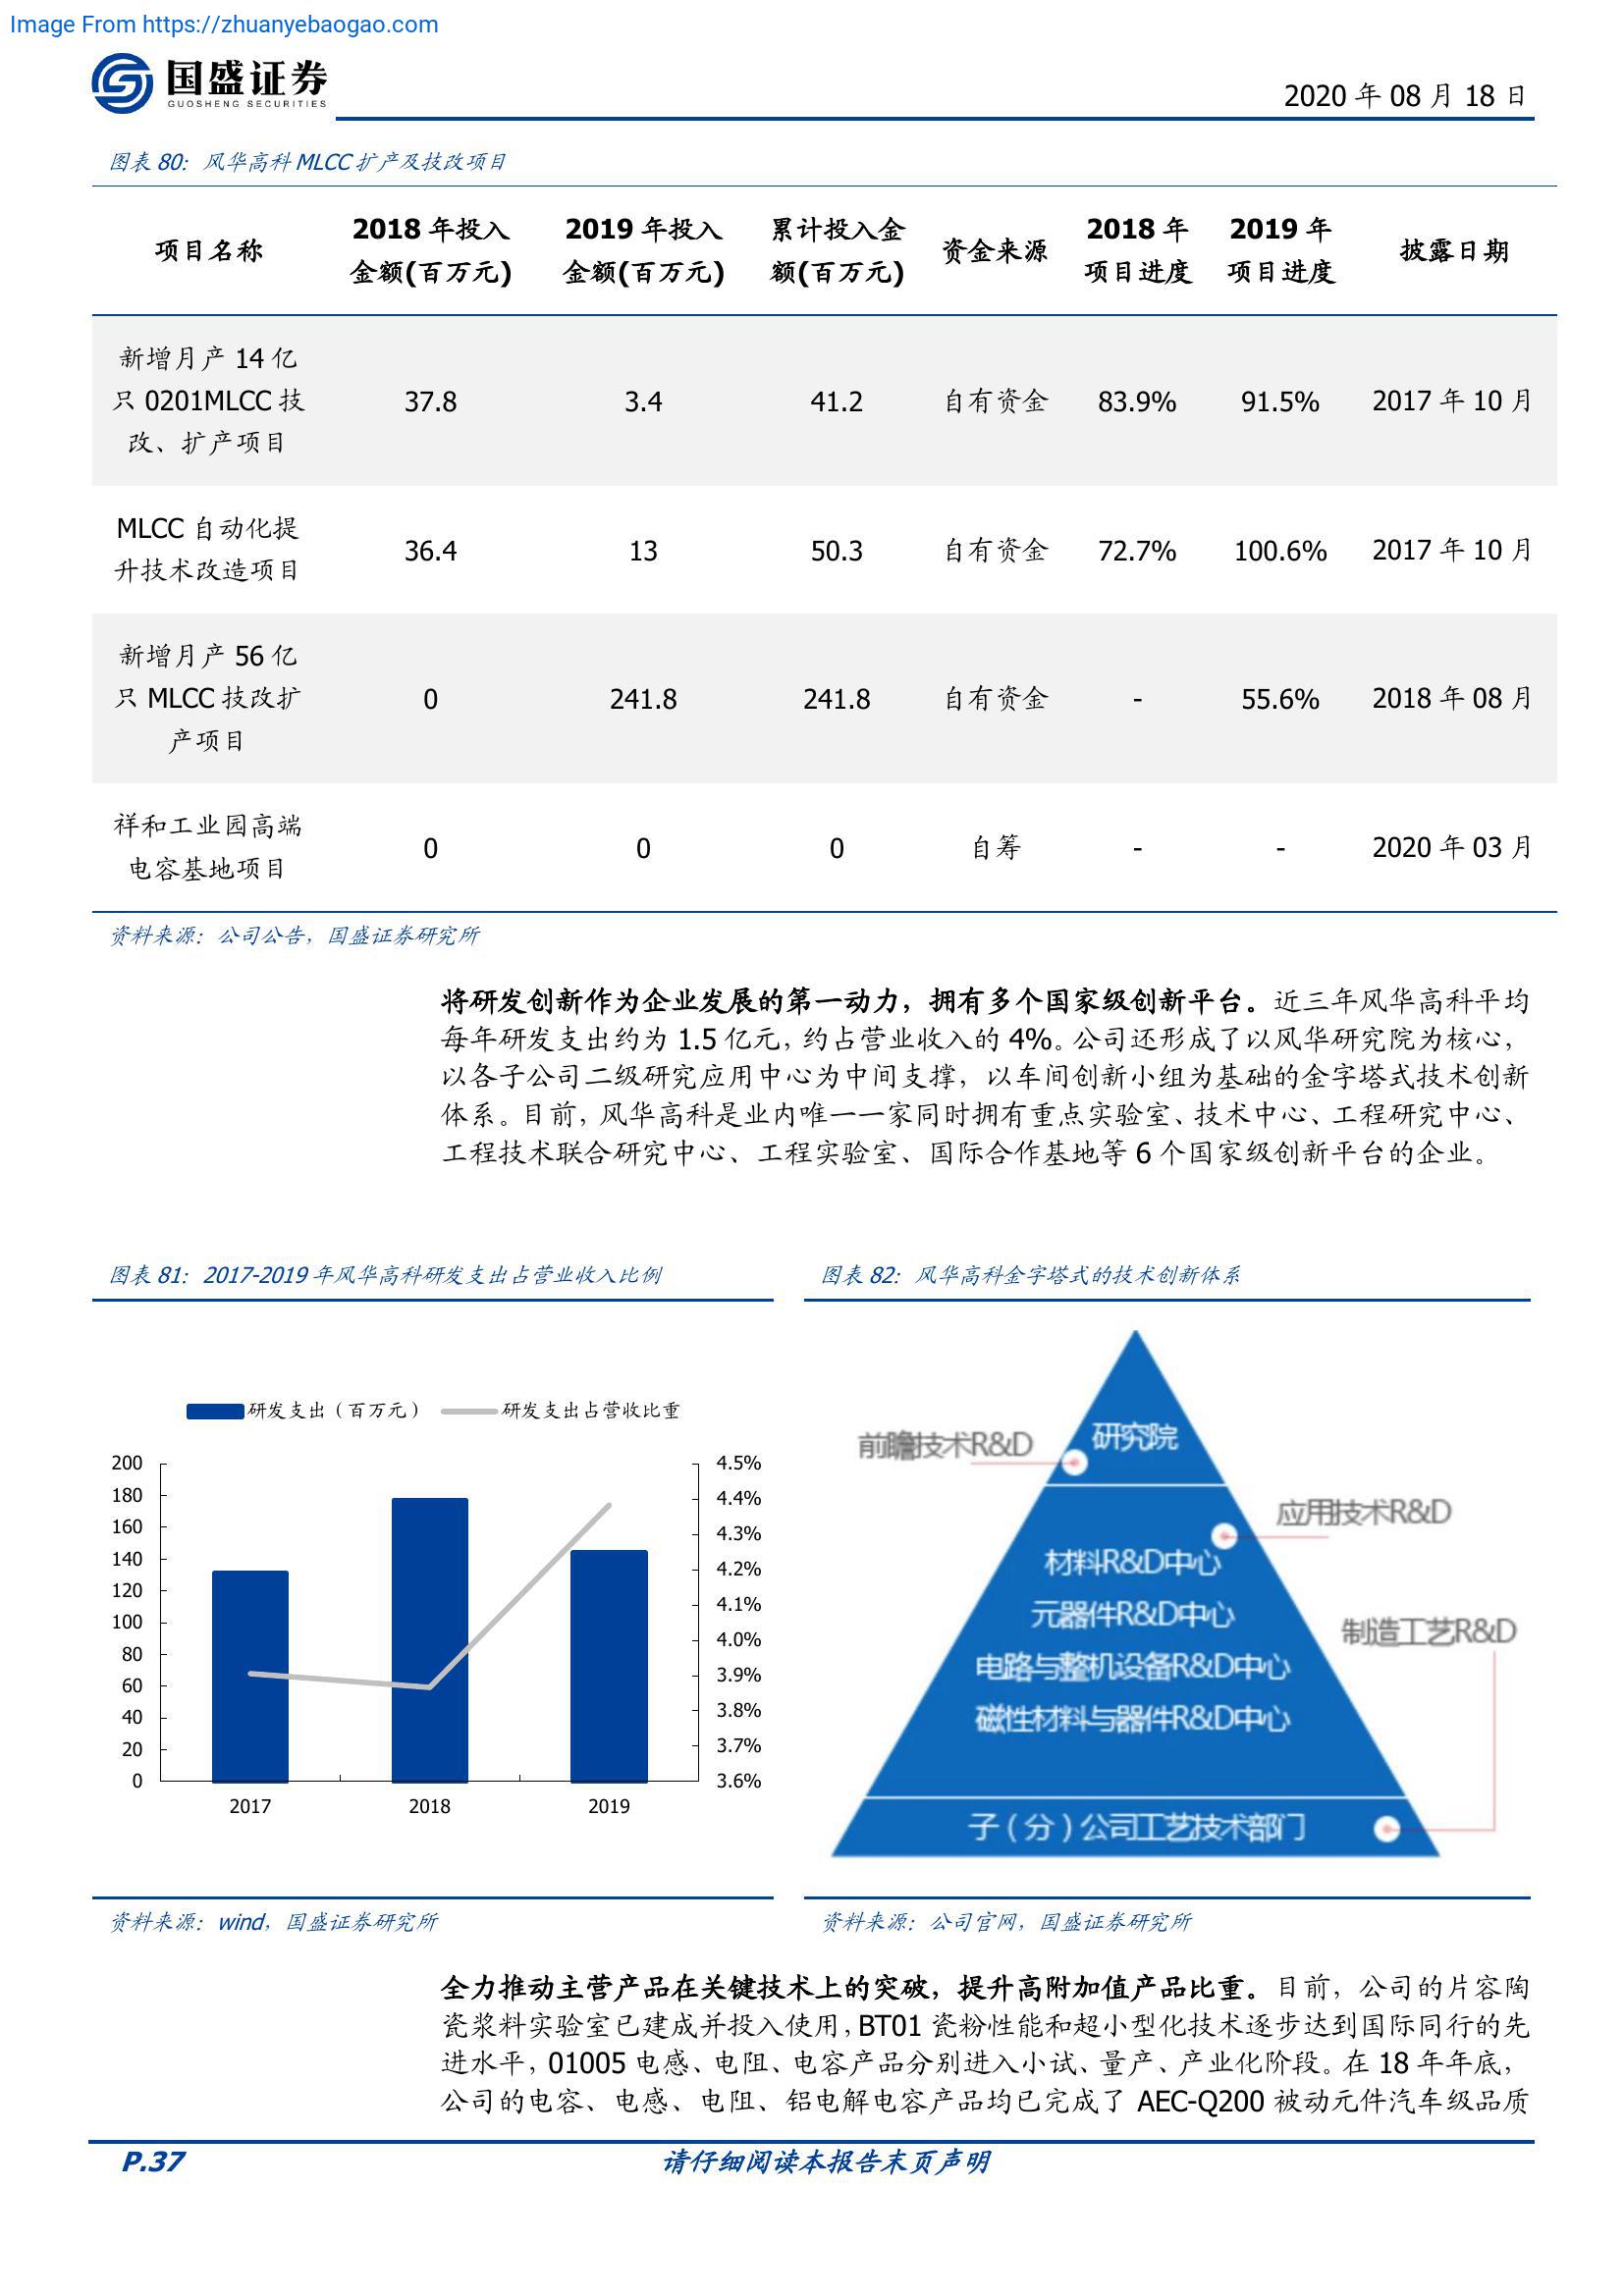 Image From https://zhuanyebaogao.com
国盛证券
GUOSHENG SECURITIES
2020 年 08 月 18 日
图表 80：风华高科 MLCC 扩产及技改项目
项目名称 2018 年投入金额(百万元) 2019 年投入金额(百万元) 累计投入金额(百万元) 资金来源 2018 年项目进度 2019 年项目进度 披露日期
新增月产 14 亿
只 0201MLCC 技 37.8 3.4 41.2 自有资金 83.9% 91.5% 2017 年 10 月
改、扩产项目
MLCC 自动化提
升技术改造项目 36.4 13 50.3 自有资金 72.7% 100.6% 2017 年 10 月
新增月产 56 亿
只 MLCC 技改扩 0 241.8 241.8 自有资金 - 55.6% 2018 年 08 月
产项目
祥和工业园高端
电容基地项目 0 0 0 自筹 - - 2020 年 03 月
资料来源：公司公告，国盛证券研究所
将研发创新作为企业发展的第一动力，拥有多个国家级创新平台。近三年风华高科平均
每年研发支出约为 1.5 亿元，约占营业收入的 4%。公司还形成了以风华研究院为核心，
以各子公司二级研究应用中心为中间支撑，以车间创新小组为基础的金字塔式技术创新
体系。目前，风华高科是业内唯一一家同时拥有重点实验室、技术中心、工程研究中心、
工程技术联合研究中心、工程实验室、国际合作基地等 6 个国家级创新平台的企业。
图表 81：2017-2019 年风华高科研发支出占营业收入比例
研发支出（百万元） 研发支出占营收比重
200 4.5%
180 4.4%
160 4.3%
140 4.2%
120 4.1%
100 4.0%
80 3.9%
60 3.8%
40 3.7%
20 3.6%
0
2017 2018 2019
资料来源：wind，国盛证券研究所
图表 82：风华高科金字塔式的技术创新体系
研究院
前瞻技术R&D
应用技术R&D
材料R&D中心
元器件R&D中心
制造工艺R&D
电路与整机设备R&D中心
磁性材料与器件R&D中心
子（分）公司工艺技术部门
资料来源：公司官网，国盛证券研究所
全力推动主营产品在关键技术上的突破，提升高附加值产品比重。目前，公司的片容陶
瓷浆料实验室已建成并投入使用，BT01 瓷粉性能和超小型化技术逐步达到国际同行的先
进水平，01005 电感、电阻、电容产品分别进入小试、量产、产业化阶段。在 18 年年底，
公司的电容、电感、电阻、铝电解电容产品均已完成了 AEC-Q200 被动元件汽车级品质
P.37 请仔细阅读本报告末页声明